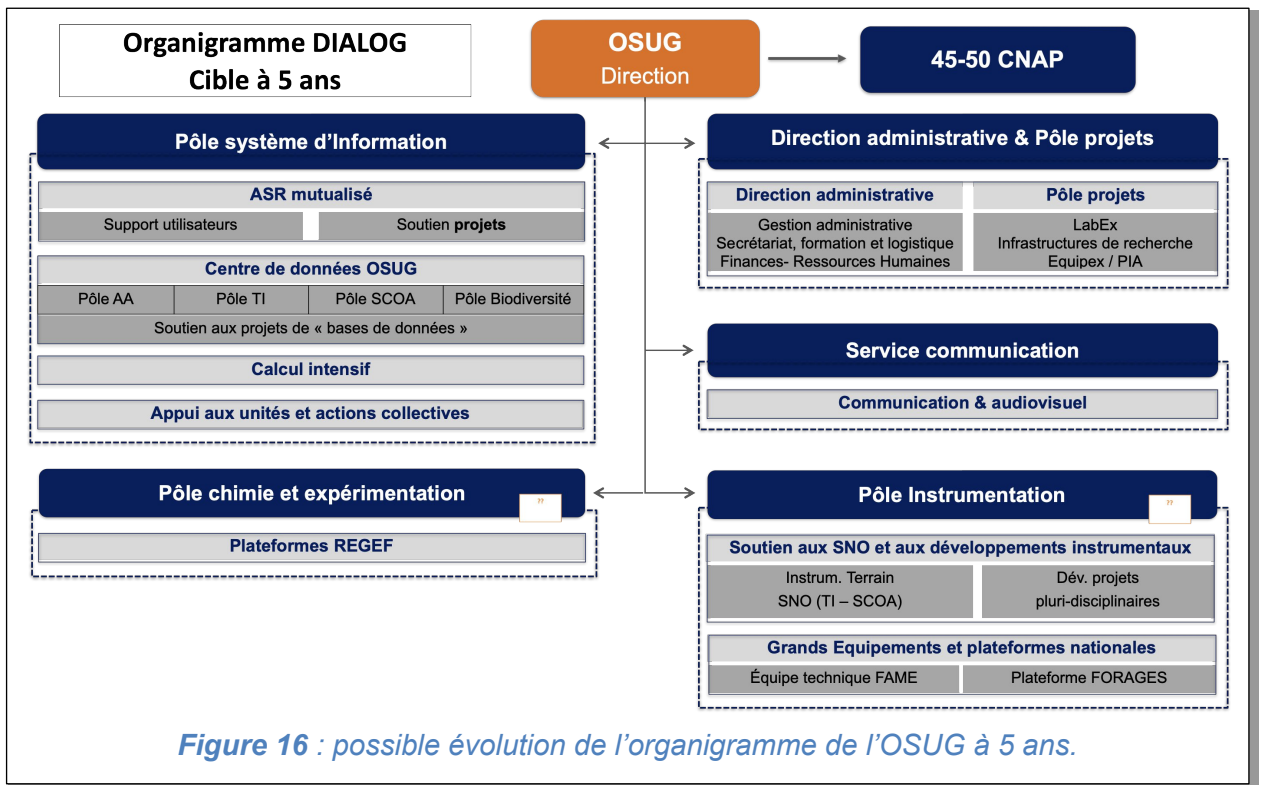 Organigramme DIALOG
Cible à 5 ans
OSUG
Direction
45-50 CNAP
Pôle système d’Information
ASR mutualisé
Support utilisateurs
Soutien projets
Centre de données OSUG
Pôle AA
Pôle TI
Pôle SCOA
Pôle Biodiversité
Soutien aux projets de « bases de données »
Calcul intensif
Appui aux unités et actions collectives
Direction administrative & Pôle projets
Direction administrative
Gestion administrative
Secrétariat, formation et logistique
Finances- Ressources Humaines
Pôle projets
LabEx
Infrastructures de recherche
Equipex / PIA
Service communication
Communication & audiovisuel
Pôle chimie et expérimentation
”
Plateformes REGEF
Pôle Instrumentation
”
Soutien aux SNO et aux développements instrumentaux
Instrum. Terrain
SNO (TI – SCOA)
Dév. projets
pluri-disciplinaires
Grands Equipements et plateformes nationales
Équipe technique FAME
Plateforme FORAGES
Figure 16 : possible évolution de l’organigramme de l’OSUG à 5 ans.